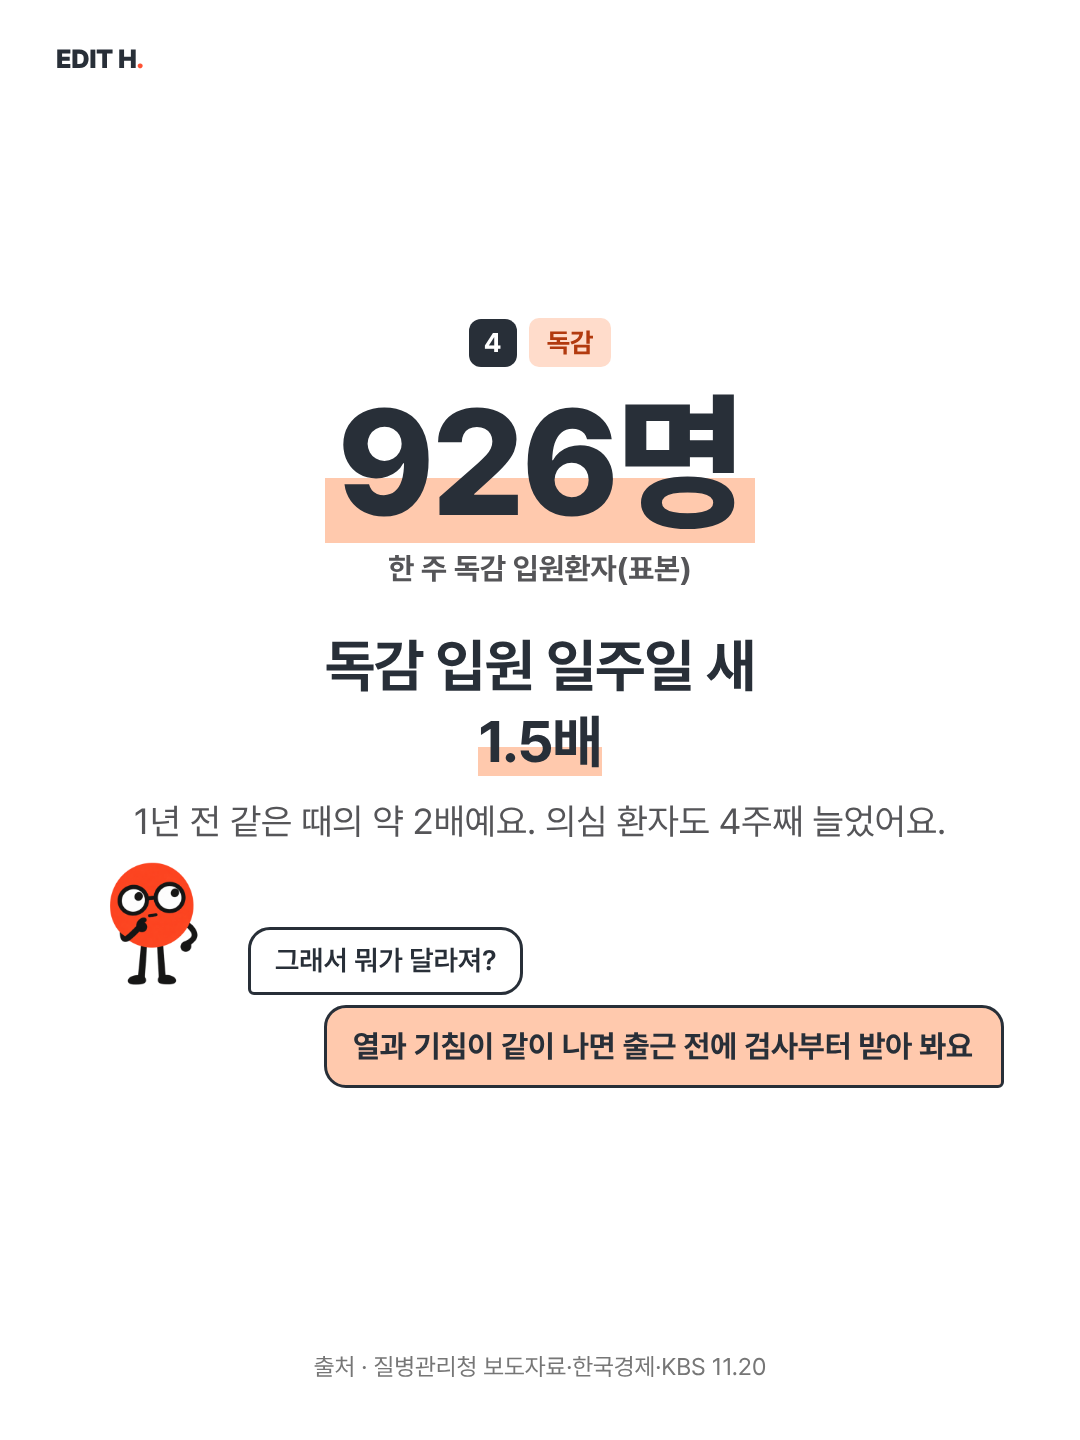 EDIT H.
4 독감
926명
한 주 독감 입원환자(표본)
독감 입원 일주일 새
1.5배
1년 전 같은 때의 약 2배예요. 의심 환자도 4주째 늘었어요.
그래서 뭐가 달라져?
열과 기침이 같이 나면 출근 전에 검사부터 받아 봐요
출처 · 질병관리청 보도자료·한국경제·KBS 11.20